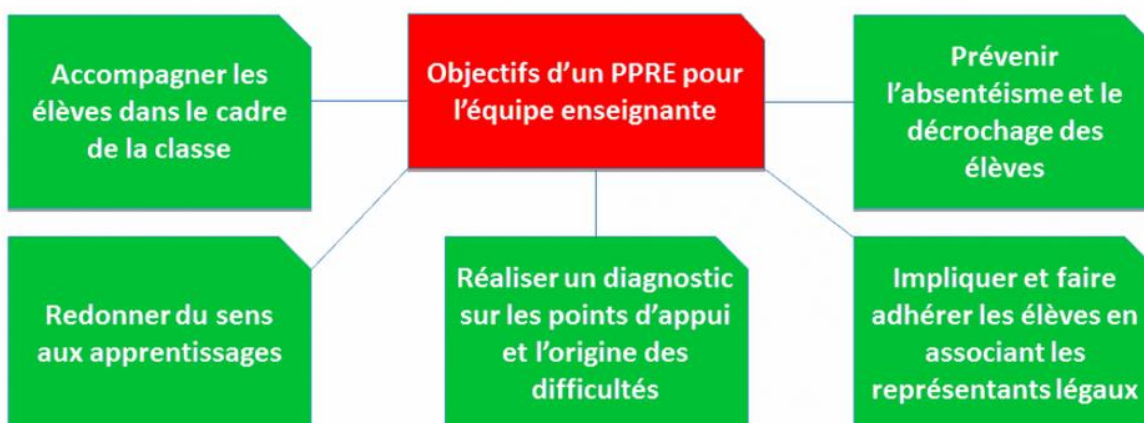 Accompagner les
élèves dans le cadre
de la classe
Objectifs d’un PPRE pour
l’équipe enseignante
Prévenir
l’absentéisme et le
décrochage des
élèves
Redonner du sens
aux apprentissages
Réaliser un diagnostic
sur les points d’appui
et l’origine des
difficultés
Impliquer et faire
adhérer les élèves en
associant les
représentants légaux